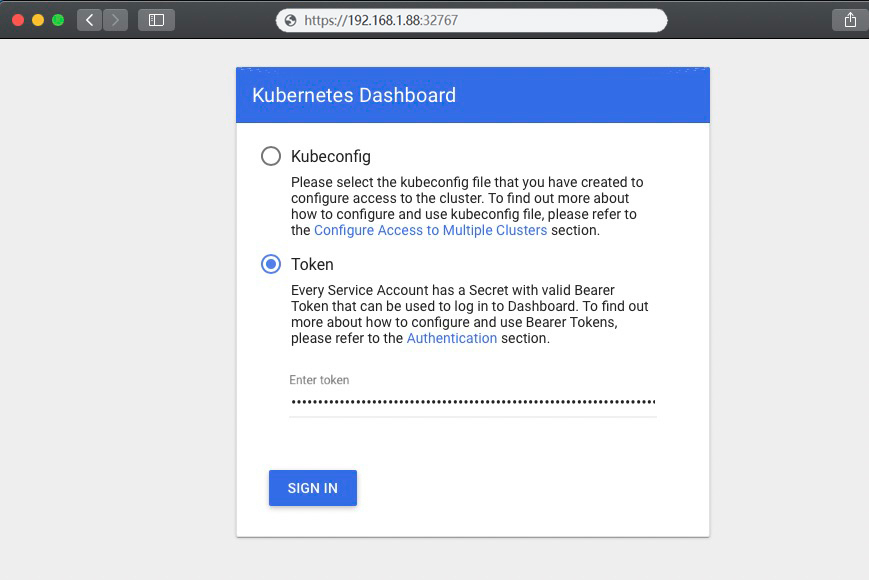 https://192.168.1.88:32767
Kubernetes Dashboard
Kubeconfig
Please select the kubeconfig file that you have created to
configure access to the cluster. To find out more about
how to configure and use kubeconfig file, please refer to
the Configure Access to Multiple Clusters section.
Token
Every Service Account has a Secret with valid Bearer
Token that can be used to log in to Dashboard. To find out
more about how to configure and use Bearer Tokens,
please refer to the Authentication section.
Enter token
SIGN IN